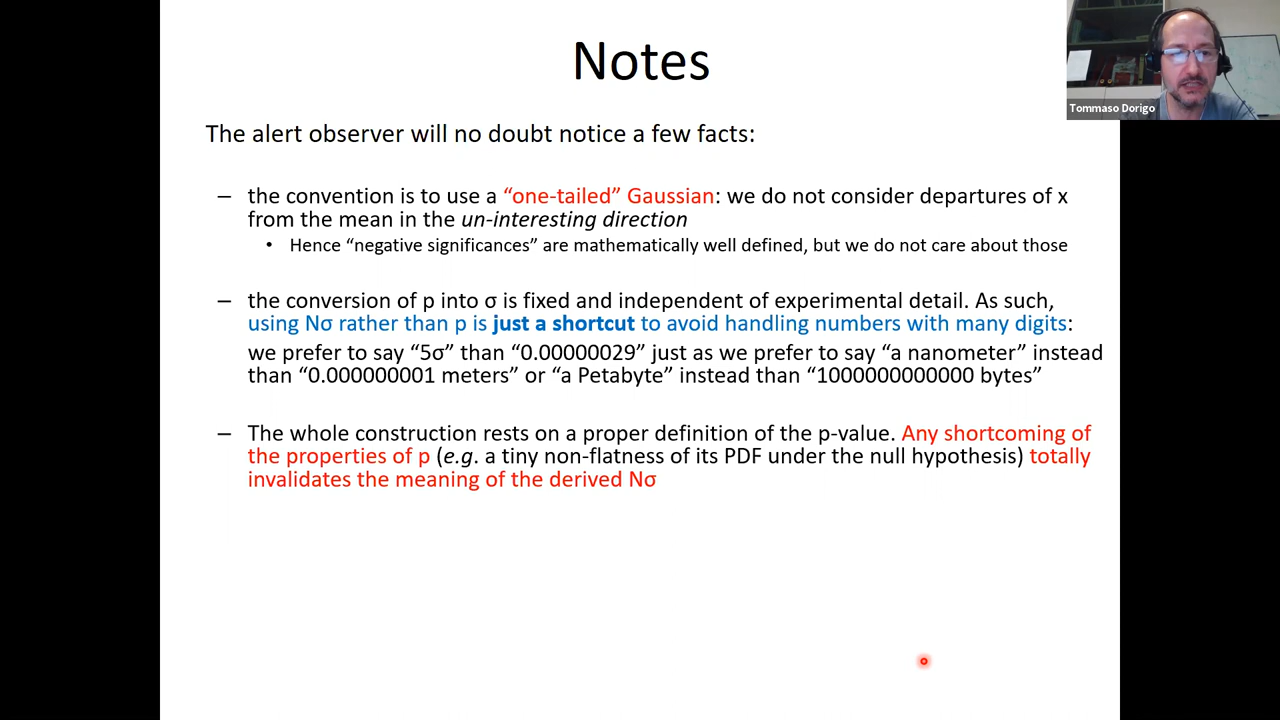 Notes
Tommaso Dorigo
The alert observer will no doubt notice a few facts:
– the convention is to use a “one-tailed” Gaussian: we do not consider departures of x
from the mean in the un-interesting direction
• Hence “negative significances” are mathematically well defined, but we do not care about those
– the conversion of p into σ is fixed and independent of experimental detail. As such,
using Nσ rather than p is just a shortcut to avoid handling numbers with many digits:
we prefer to say “5σ” than “0.00000029” just as we prefer to say “a nanometer” instead
than “0.000000001 meters” or “a Petabyte” instead than “1000000000000 bytes”
– The whole construction rests on a proper definition of the p-value. Any shortcoming of
the properties of p (e.g. a tiny non-flatness of its PDF under the null hypothesis) totally
invalidates the meaning of the derived Nσ